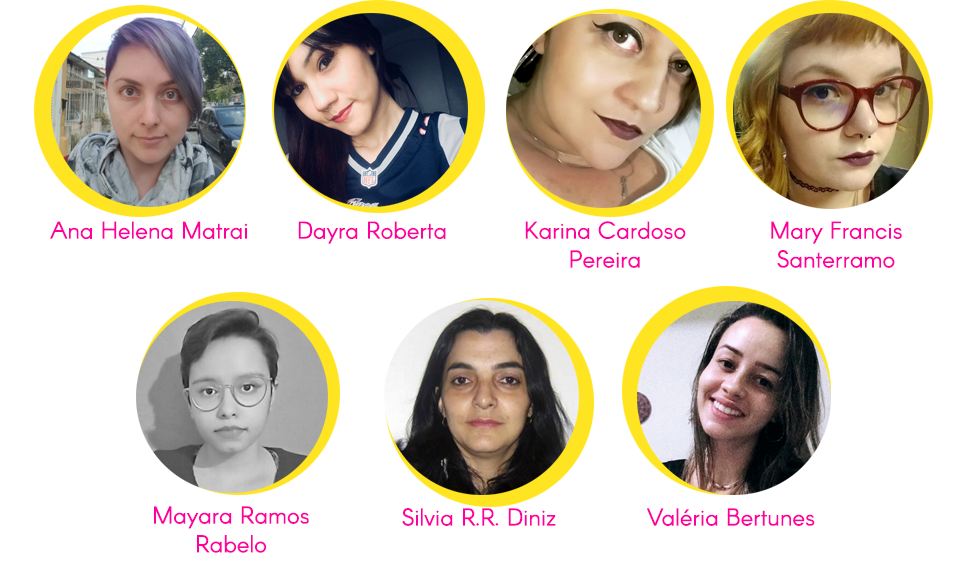 Ana Helena Matrai
Dayra Roberta
Karina Cardoso
Pereira
Mary Francis
Santerramo
Mayara Ramos
Rabelo
Silvia R.R. Diniz
Valéria Bertunes